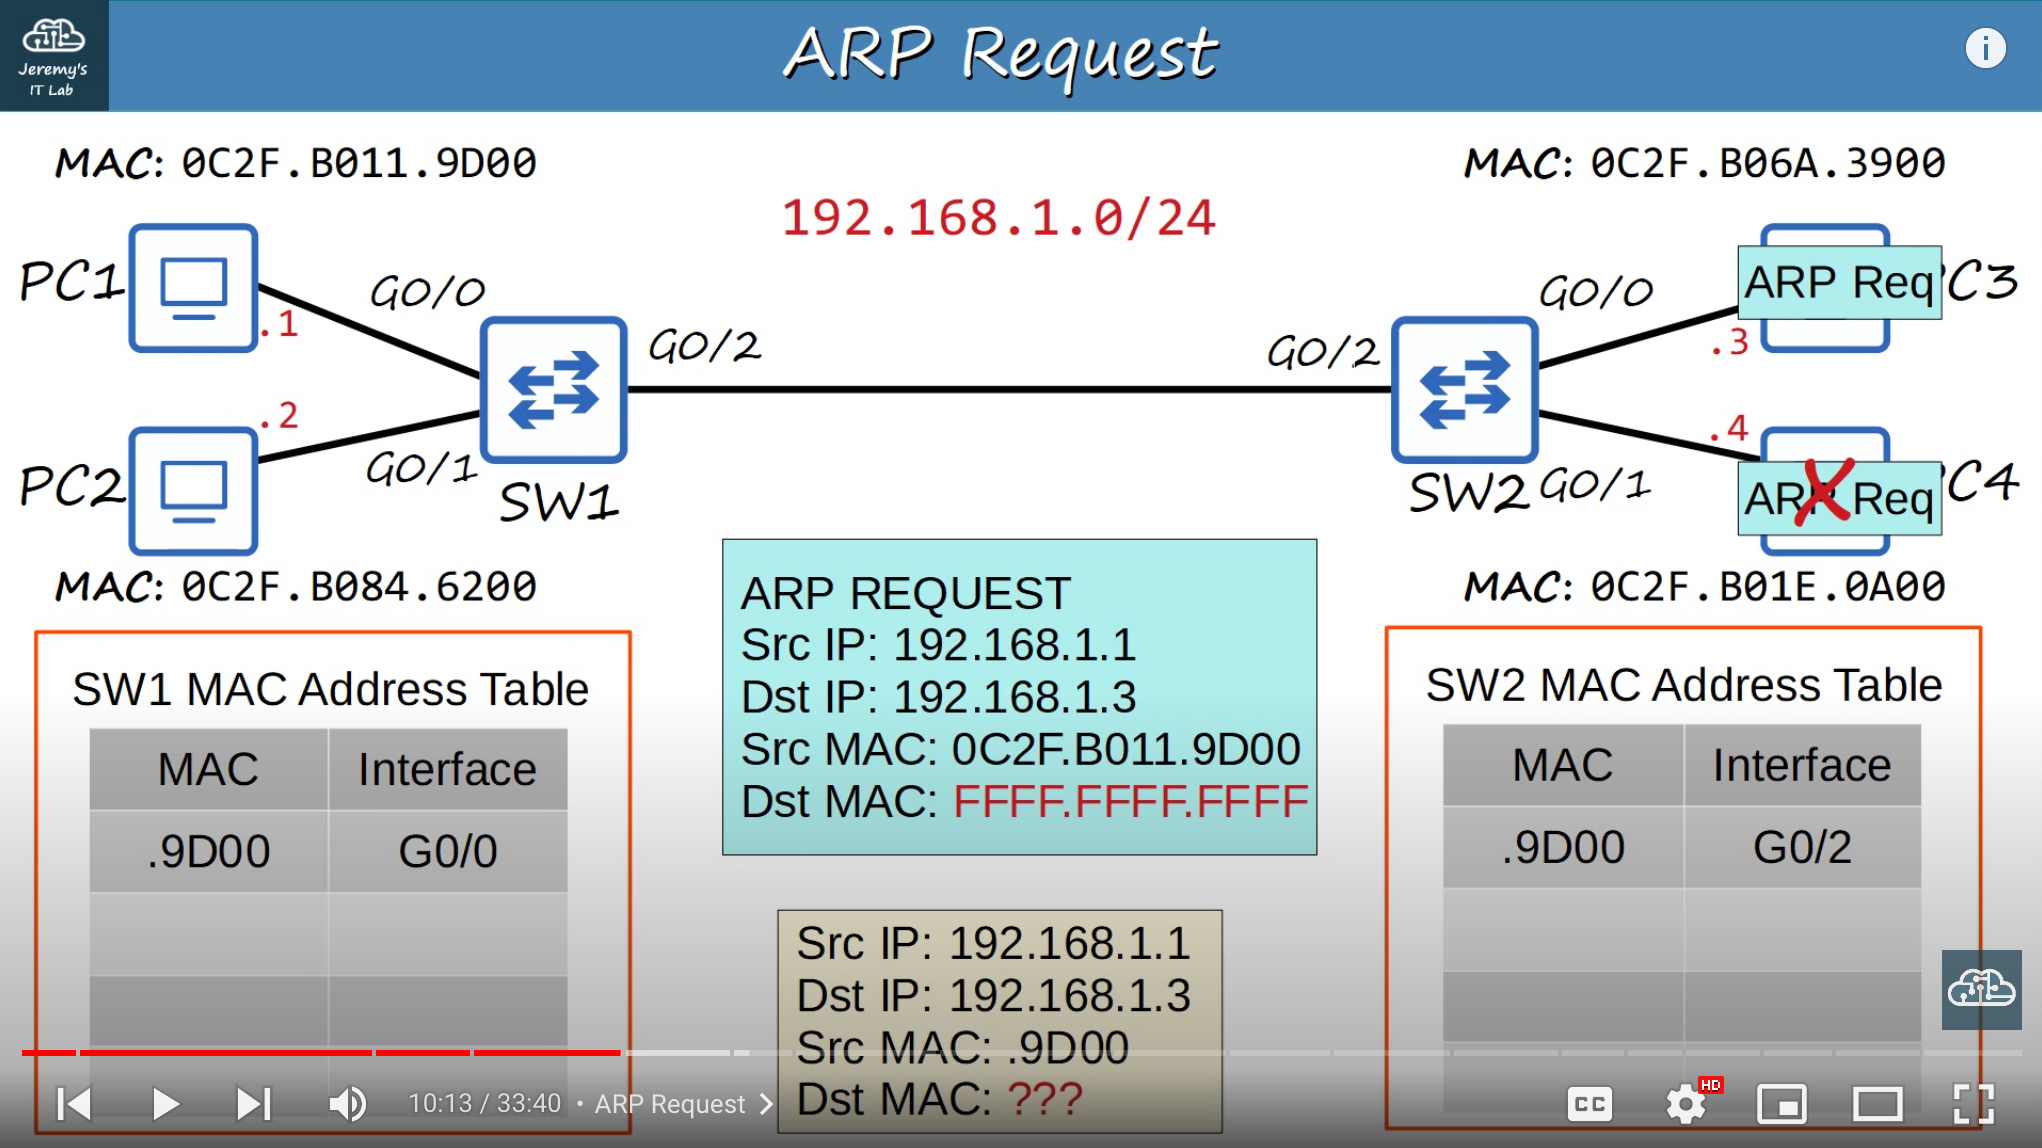 Jeremy's
IT Lab
ARP Request
MAC: 0C2F.B011.9D00
MAC: 0C2F.B06A.3900
192.168.1.0/24
PC1
G0/0
.1
G0/2
G0/2
G0/0
ARP Req
C3
.3
.2
PC2
G0/1
SW1
SW2
G0/1
.4
ARP Req
C4
MAC: 0C2F.B084.6200
MAC: 0C2F.B01E.0A00
ARP REQUEST
Src IP: 192.168.1.1
Dst IP: 192.168.1.3
Src MAC: 0C2F.B011.9D00
Dst MAC: FFFF.FFFF.FFFF
SW1 MAC Address Table
MAC Interface
.9D00 G0/0
SW2 MAC Address Table
MAC Interface
.9D00 G0/2
Src IP: 192.168.1.1
Dst IP: 192.168.1.3
Src MAC: .9D00
Dst MAC: ???
10:13 / 33:40 • ARP Request
CC
HD